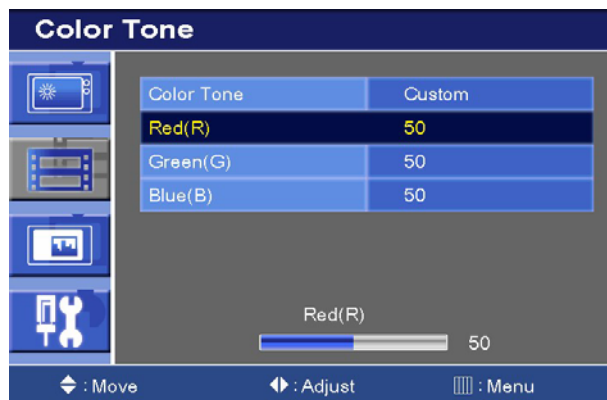 Color Tone
Color Tone Custom
Red(R) 50
Green(G) 50
Blue(B) 50
Red(R)
50
: Move : Adjust : Menu